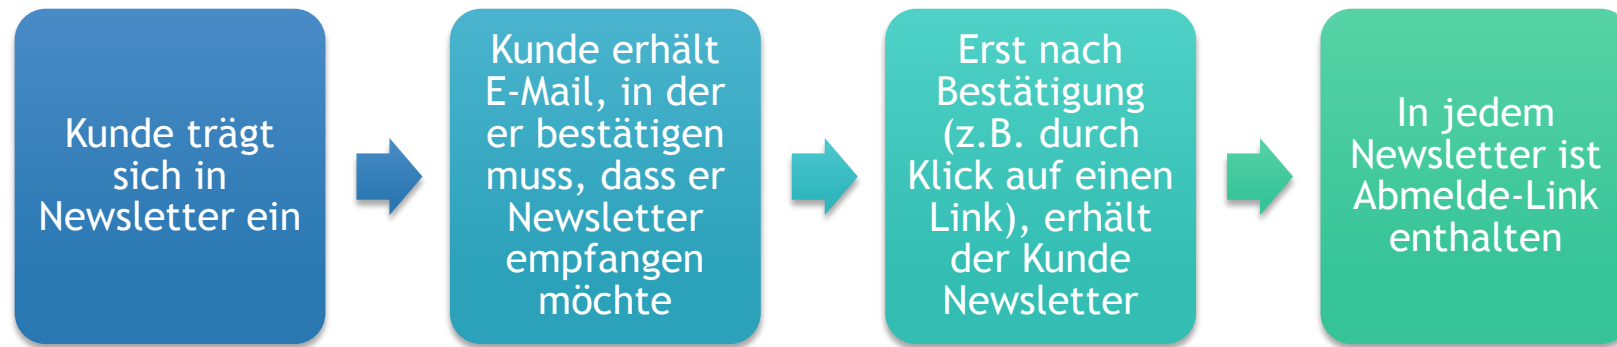 Kunde trägt
sich in
Newsletter ein
Kunde erhält
E-Mail, in der
er bestätigen
muss, dass er
Newsletter
empfangen
möchte
Erst nach
Bestätigung
(z.B. durch
Klick auf einen
Link), erhält
der Kunde
Newsletter
In jedem
Newsletter ist
Abmelde-Link
enthalten